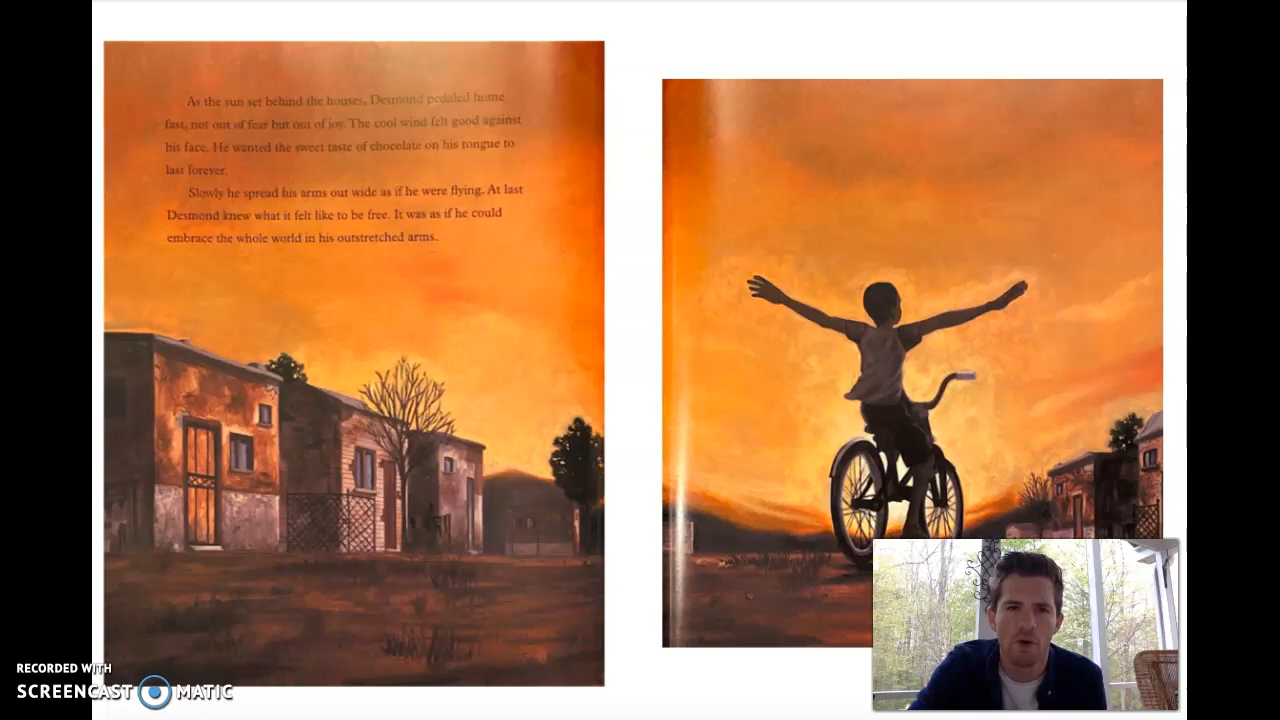 As the sun set behind the houses, Desmond pedaled home
fast, not out of fear but out of joy. The cool wind felt good against
his face. He wanted the sweet taste of chocolate on his tongue to
last forever.
Slowly he spread his arms out wide as if he were flying. At last
Desmond knew what it felt like to be free. It was as if he could
embrace the whole world in his outstretched arms.
RECORDED WITH
SCREENCAST MATIC